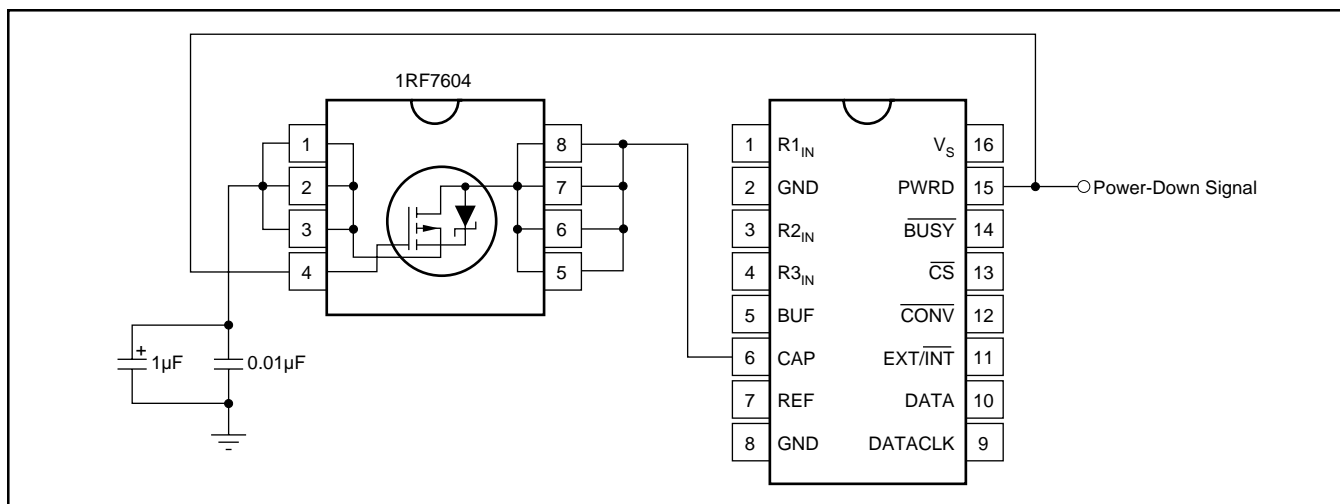 1RF7604
1
2
3
4
8
7
6
5
1µF
+
0.01µF
1 R1IN
2 GND
3 R2IN
4 R3IN
5 BUF
6 CAP
7 REF
8 GND
VS 16
PWRD 15
BUSY 14
CS 13
CONV 12
EXT/INT 11
DATA 10
DATACLK 9
Power-Down Signal